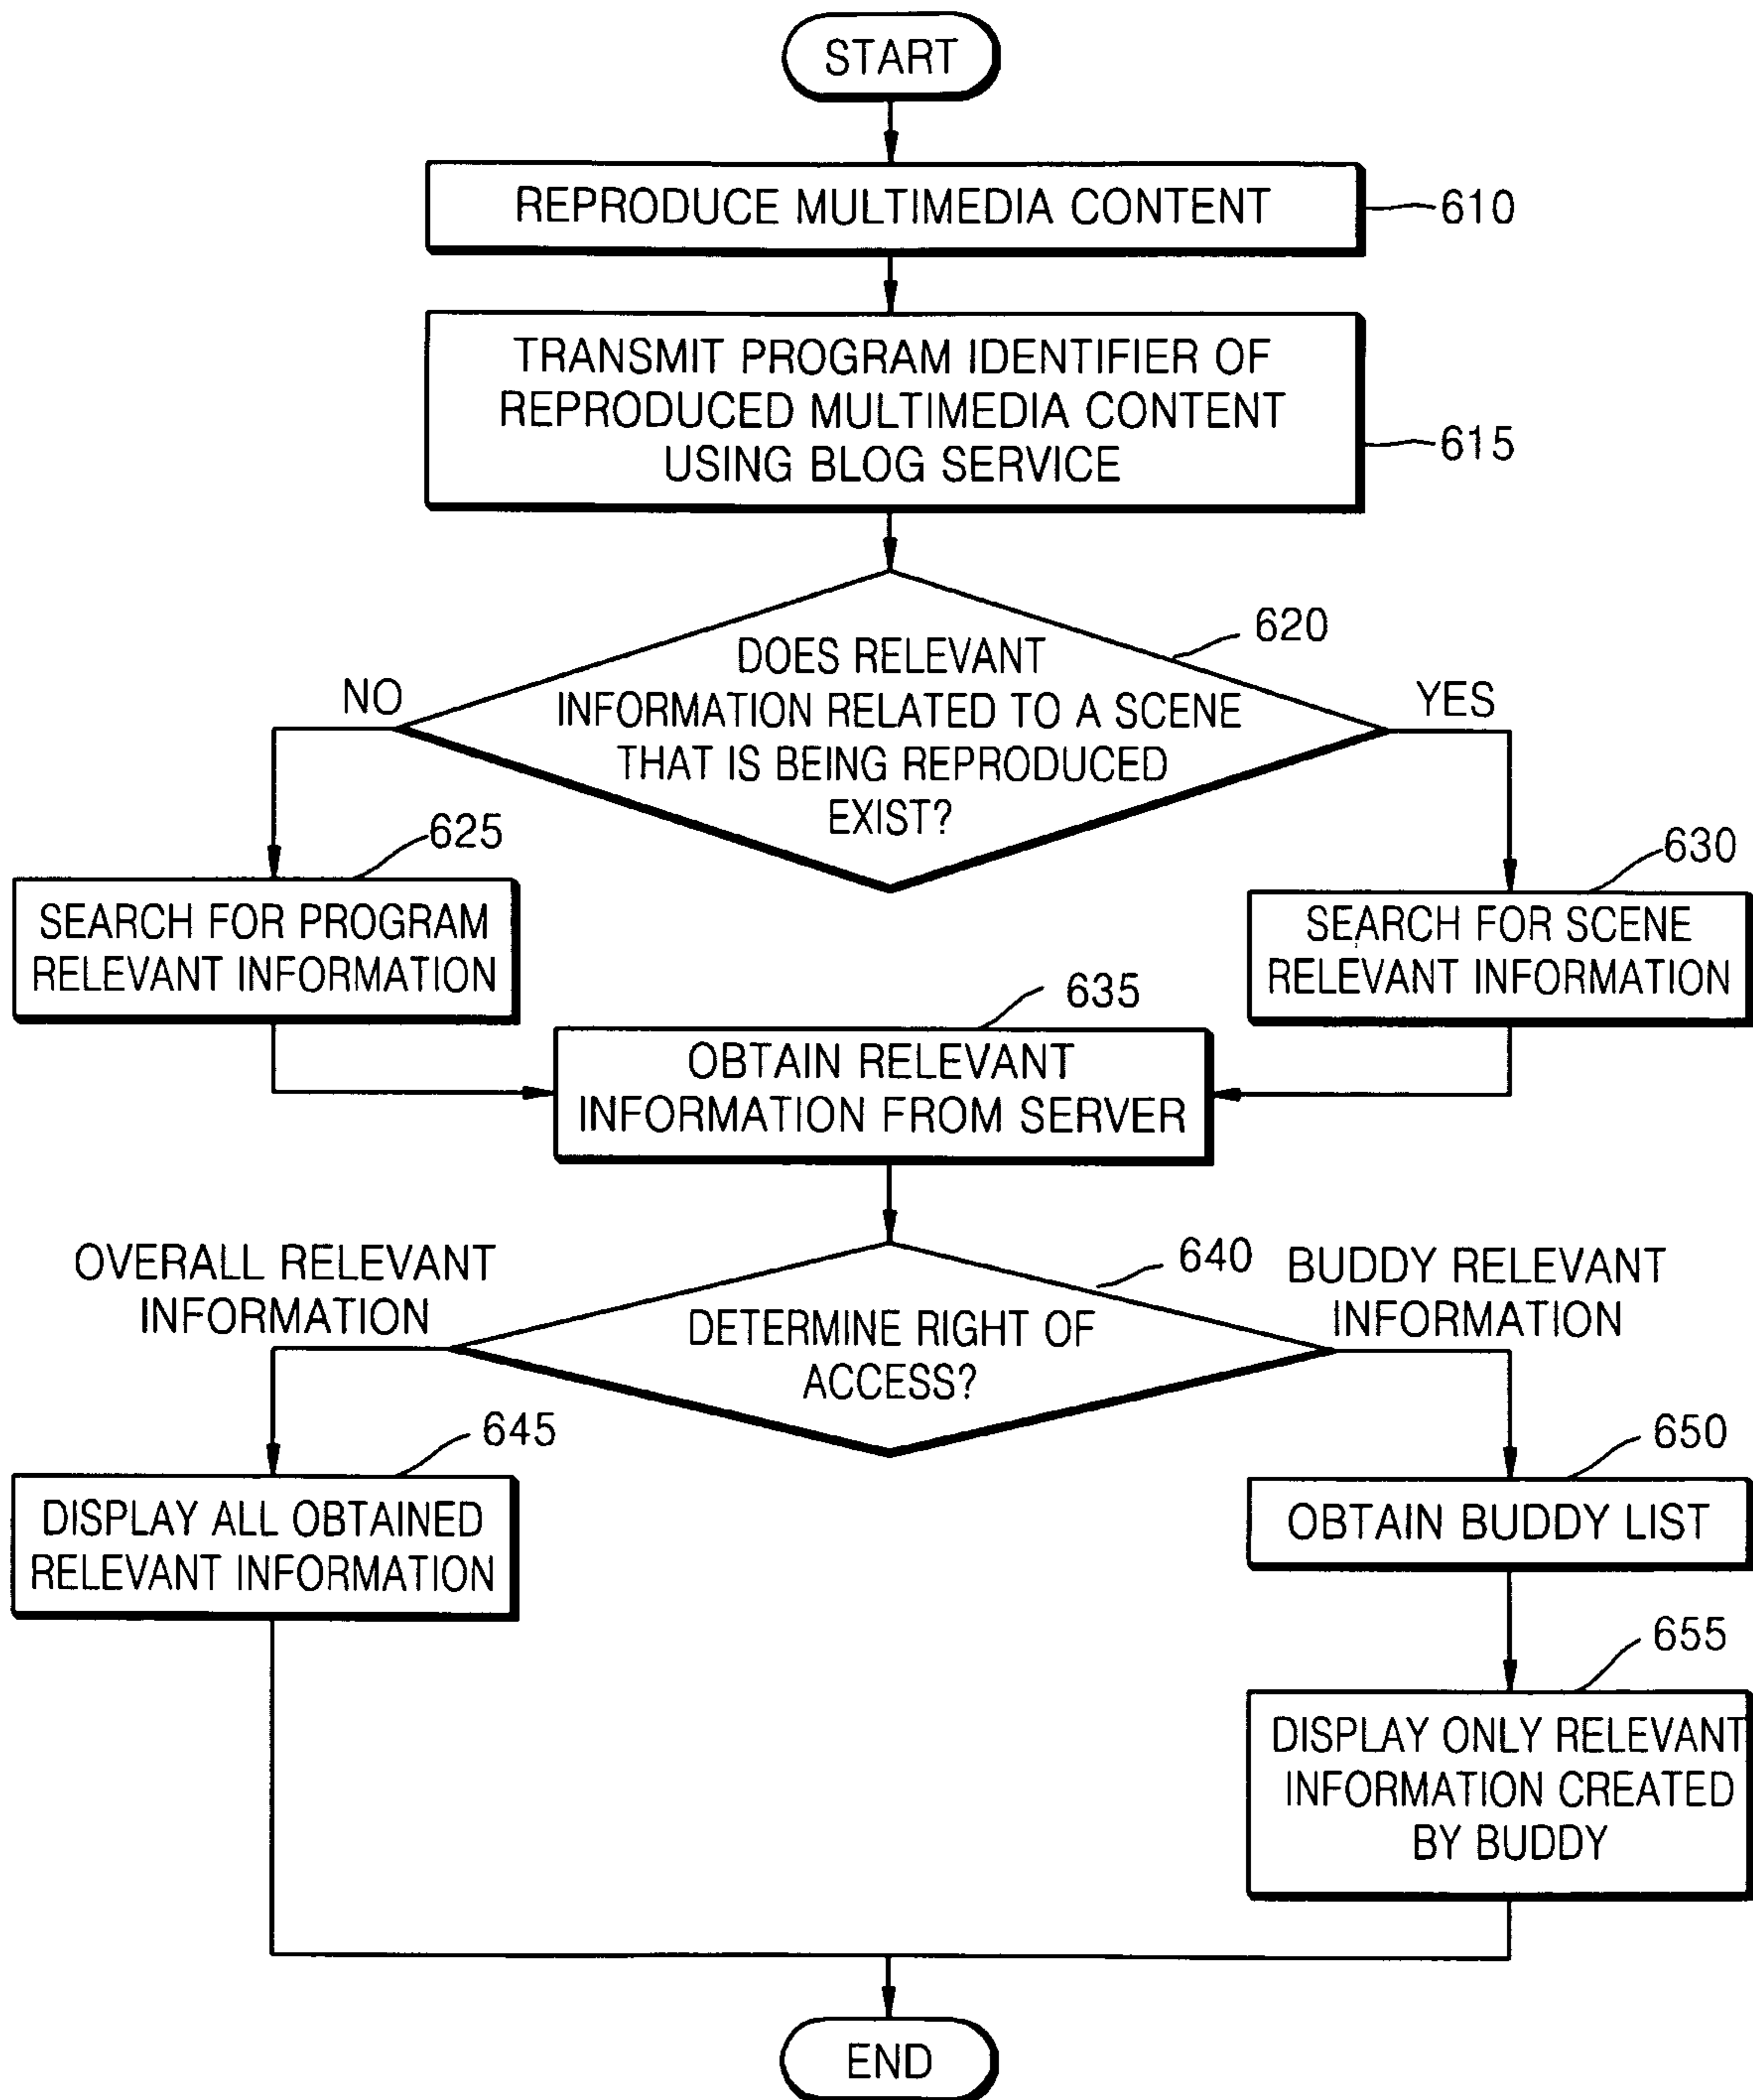 START
REPRODUCE MULTIMEDIA CONTENT
610
TRANSMIT PROGRAM IDENTIFIER OF
REPRODUCED MULTIMEDIA CONTENT
USING BLOG SERVICE
615
620
DOES RELEVANT
INFORMATION RELATED TO A SCENE
THAT IS BEING REPRODUCED
EXIST?
NO
YES
625
SEARCH FOR PROGRAM
RELEVANT INFORMATION
630
SEARCH FOR SCENE
RELEVANT INFORMATION
635
OBTAIN RELEVANT
INFORMATION FROM SERVER
640
DETERMINE RIGHT OF
ACCESS?
OVERALL RELEVANT
INFORMATION
BUDDY RELEVANT
INFORMATION
645
DISPLAY ALL OBTAINED
RELEVANT INFORMATION
650
OBTAIN BUDDY LIST
655
DISPLAY ONLY RELEVANT
INFORMATION CREATED
BY BUDDY
END